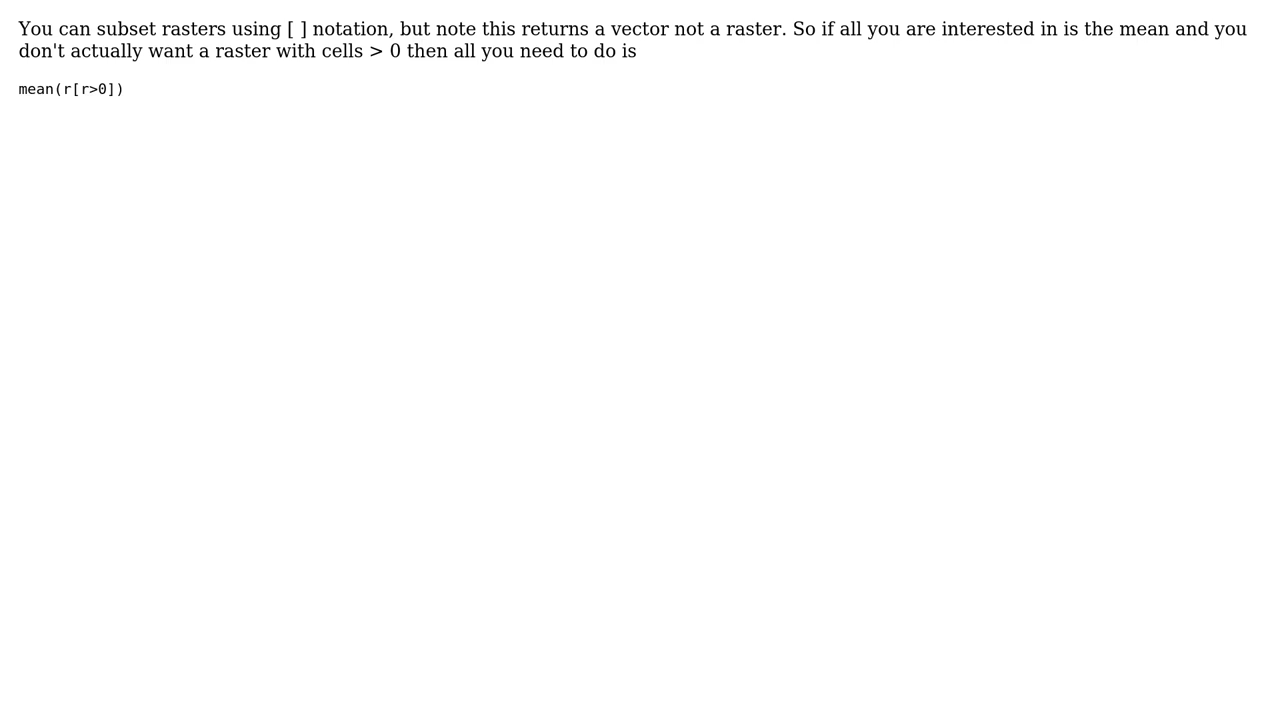 You can subset rasters using [ ] notation, but note this returns a vector not a raster. So if all you are interested in is the mean and you
don't actually want a raster with cells > 0 then all you need to do is
mean(r[r>0])